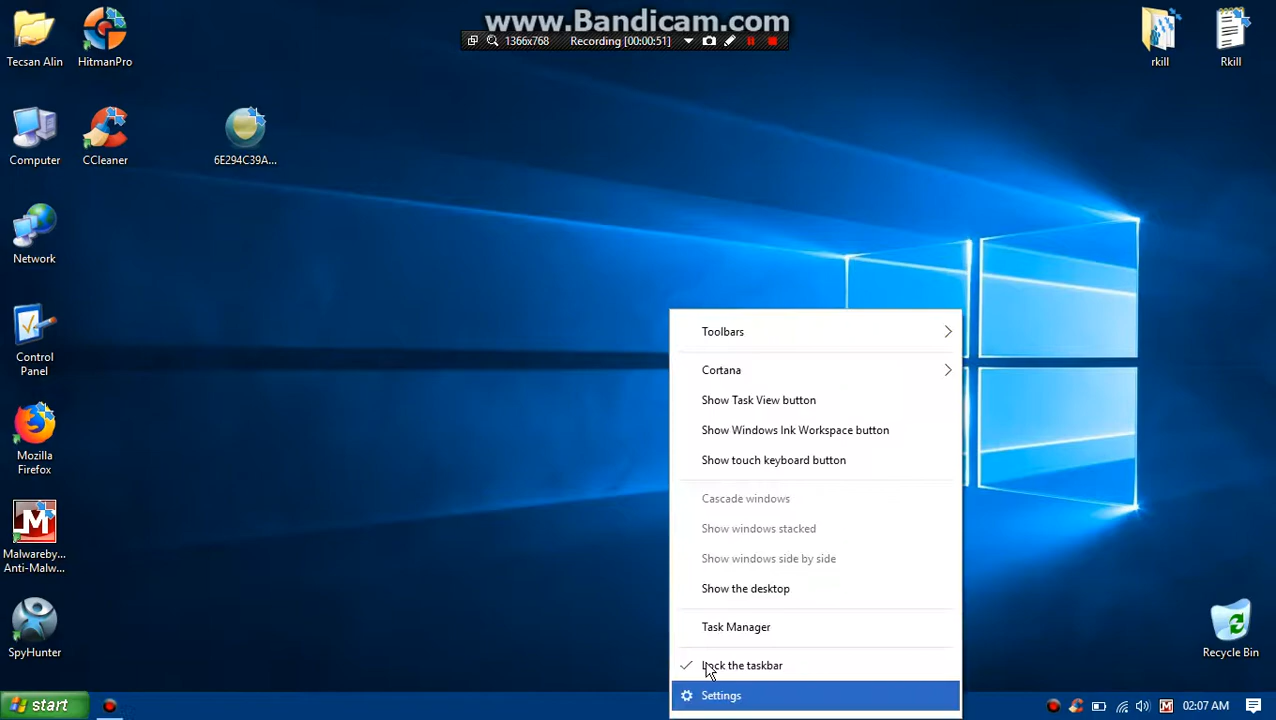 www.Bandicam.com
1366x768 Recording [00:00:51]
Tecsan Alin
HitmanPro
rkill
Rkill
Computer
CCleaner
6E294C39A...
Network
Control
Panel
Mozilla
Firefox
Malwareby...
Anti-Malw...
SpyHunter
Toolbars
Cortana
Show Task View button
Show Windows Ink Workspace button
Show touch keyboard button
Cascade windows
Show windows stacked
Show windows side by side
Show the desktop
Task Manager
Lock the taskbar
Settings
Recycle Bin
start
02:07 AM